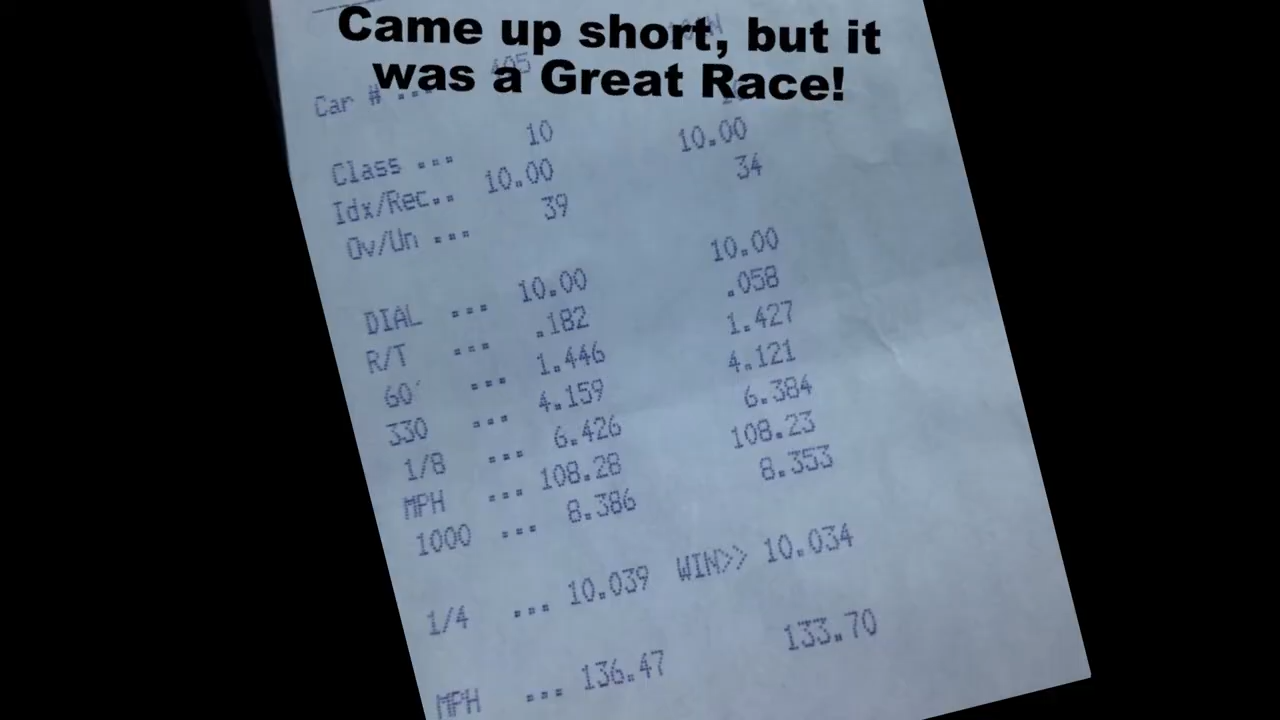 Came up short, but it
was a Great Race!
Car # ... 405
Class ... 10
Idx/Rec.. 10.00 10.00
Ov/Un ... 39 34
DIAL ... 10.00 10.00
R/T ... .182 .058
60' ... 1.446 1.427
330 ... 4.159 4.121
1/8 ... 6.426 6.384
MPH ... 108.28 108.23
1000 ... 8.386 8.353
1/4 ... 10.039 WIN>> 10.034
MPH ... 136.47 133.70